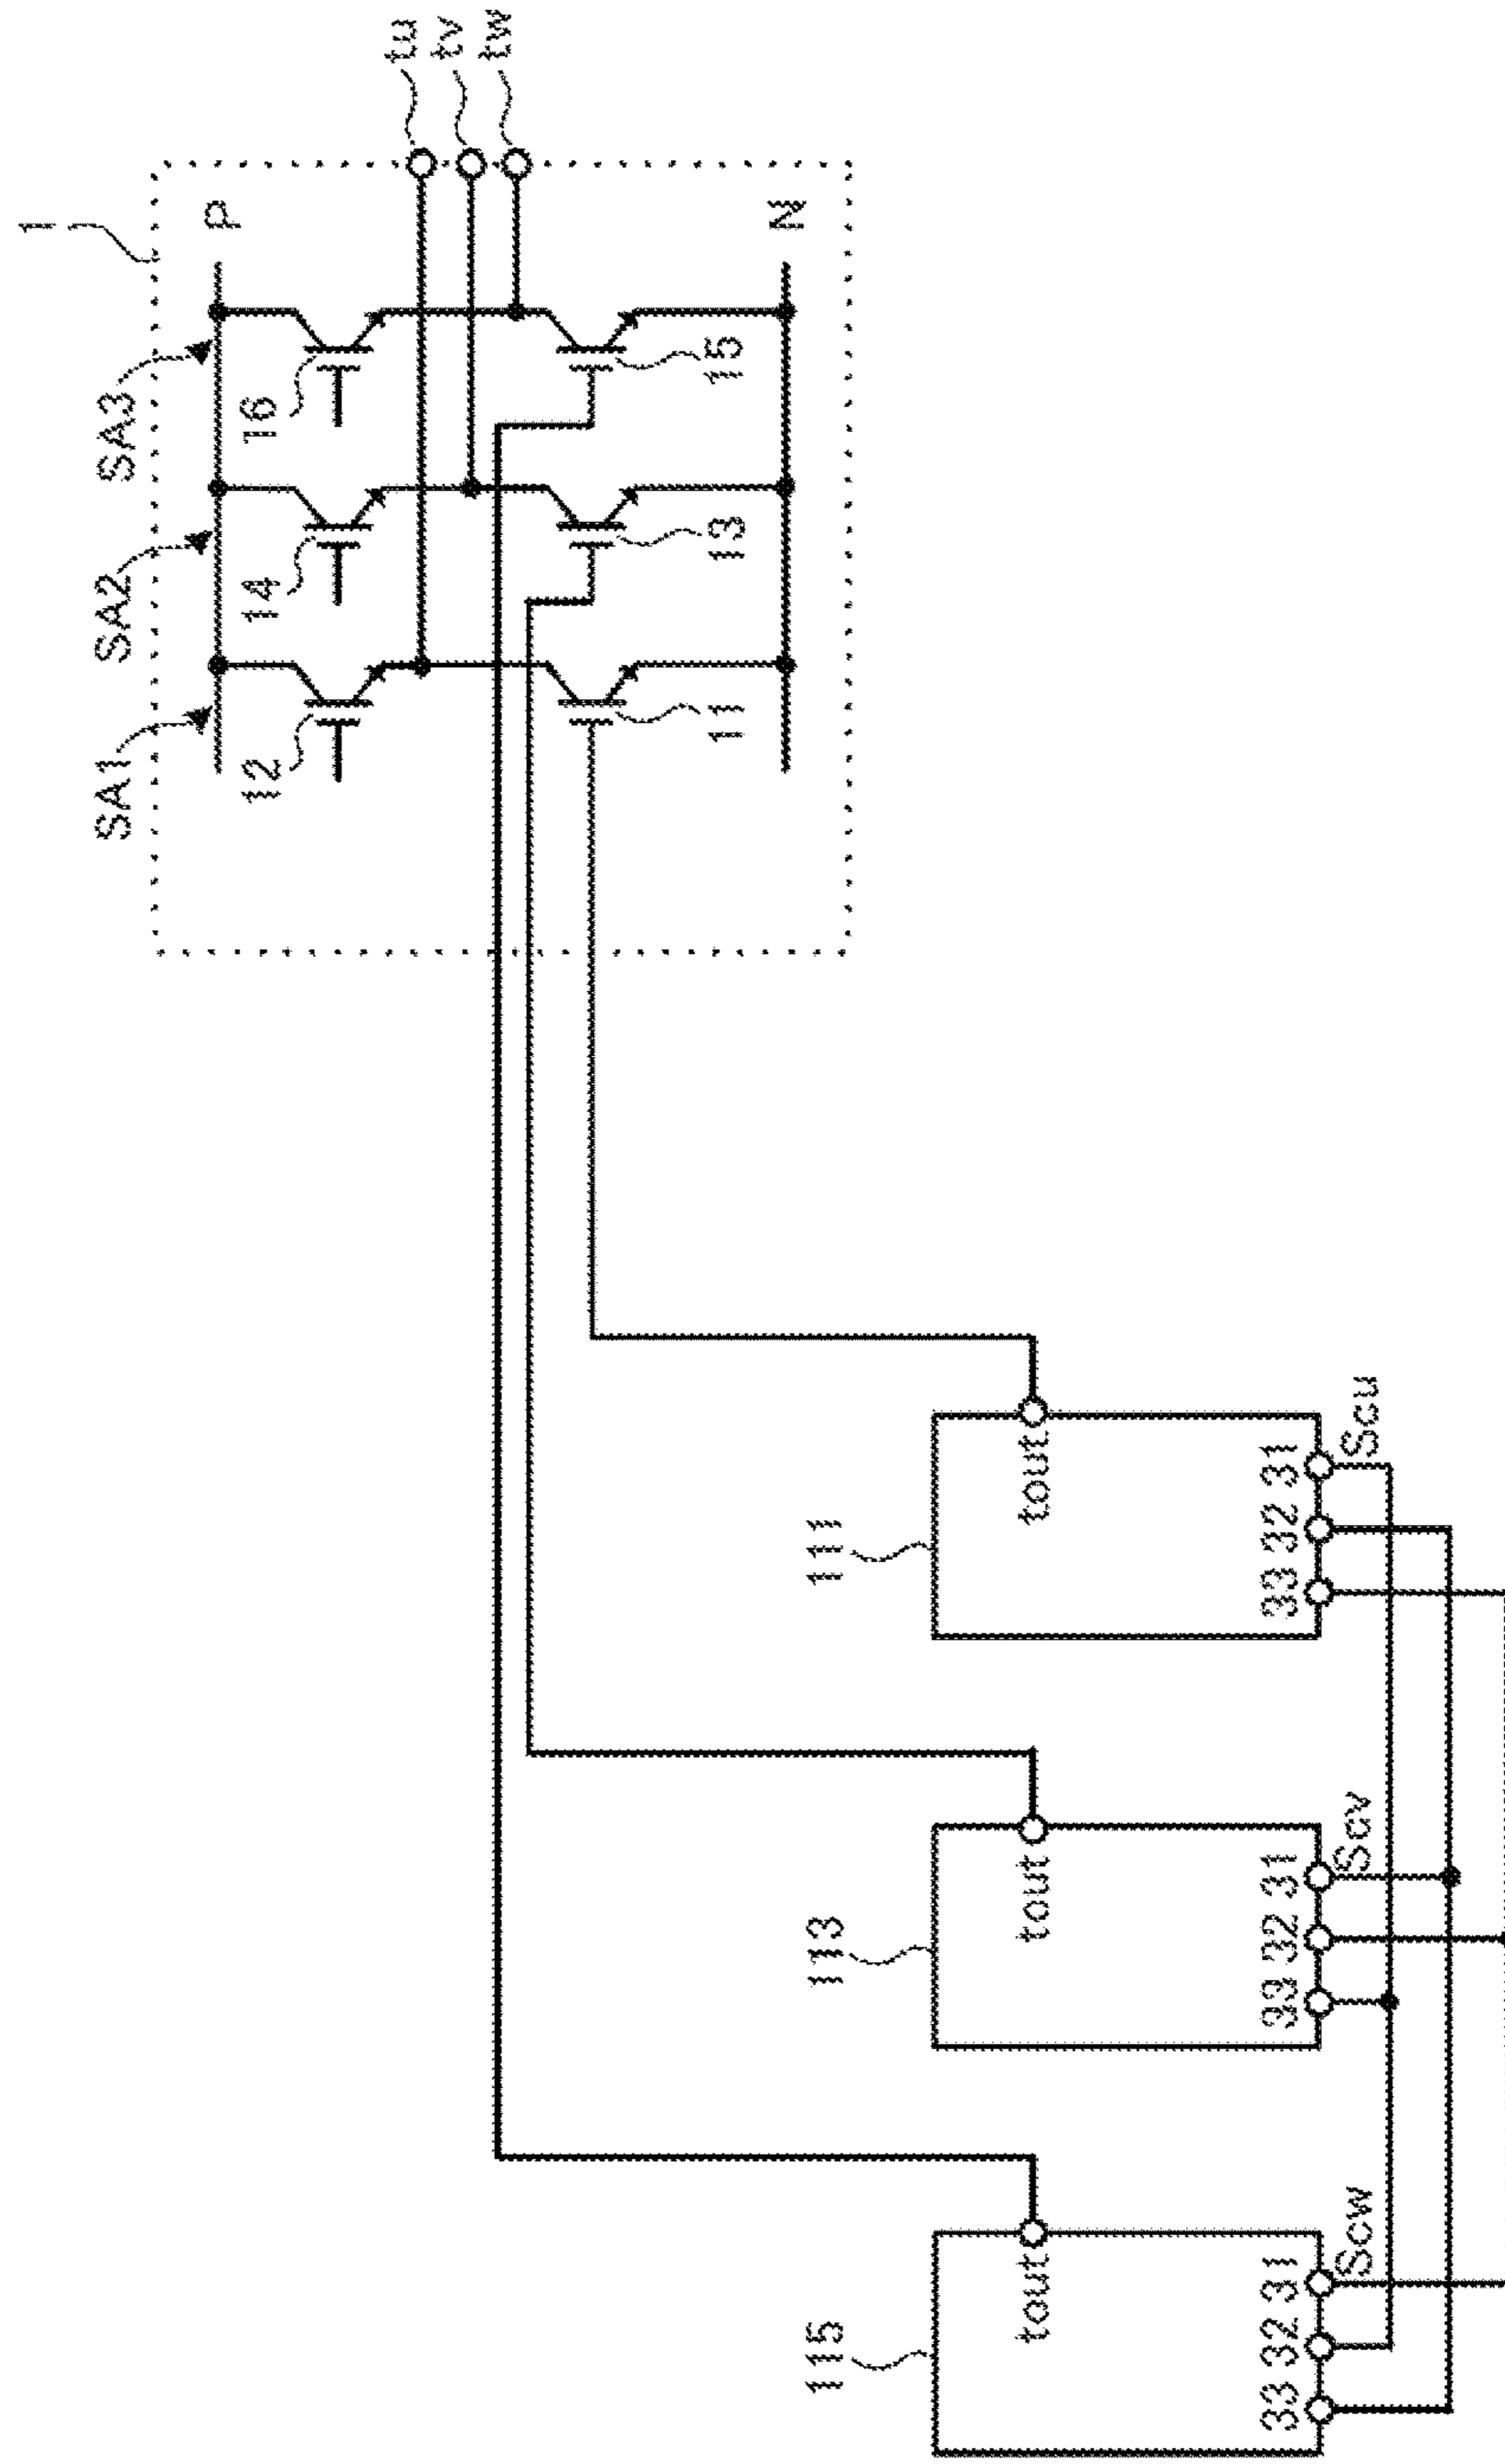 1
SA1
SA2
SA3
P
12
14
16
tu
tv
tw
11
13
15
N
115
113
111
tout
tout
tout
33 32 31
33 32 31
33 32 31
Scw
Scv
Scu